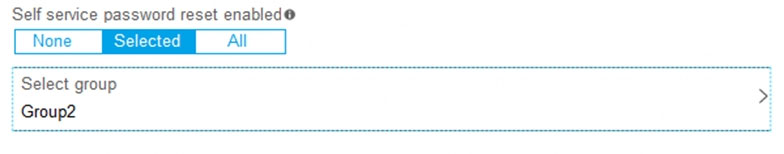 Self service password reset enabled
None Selected All
Select group
Group2